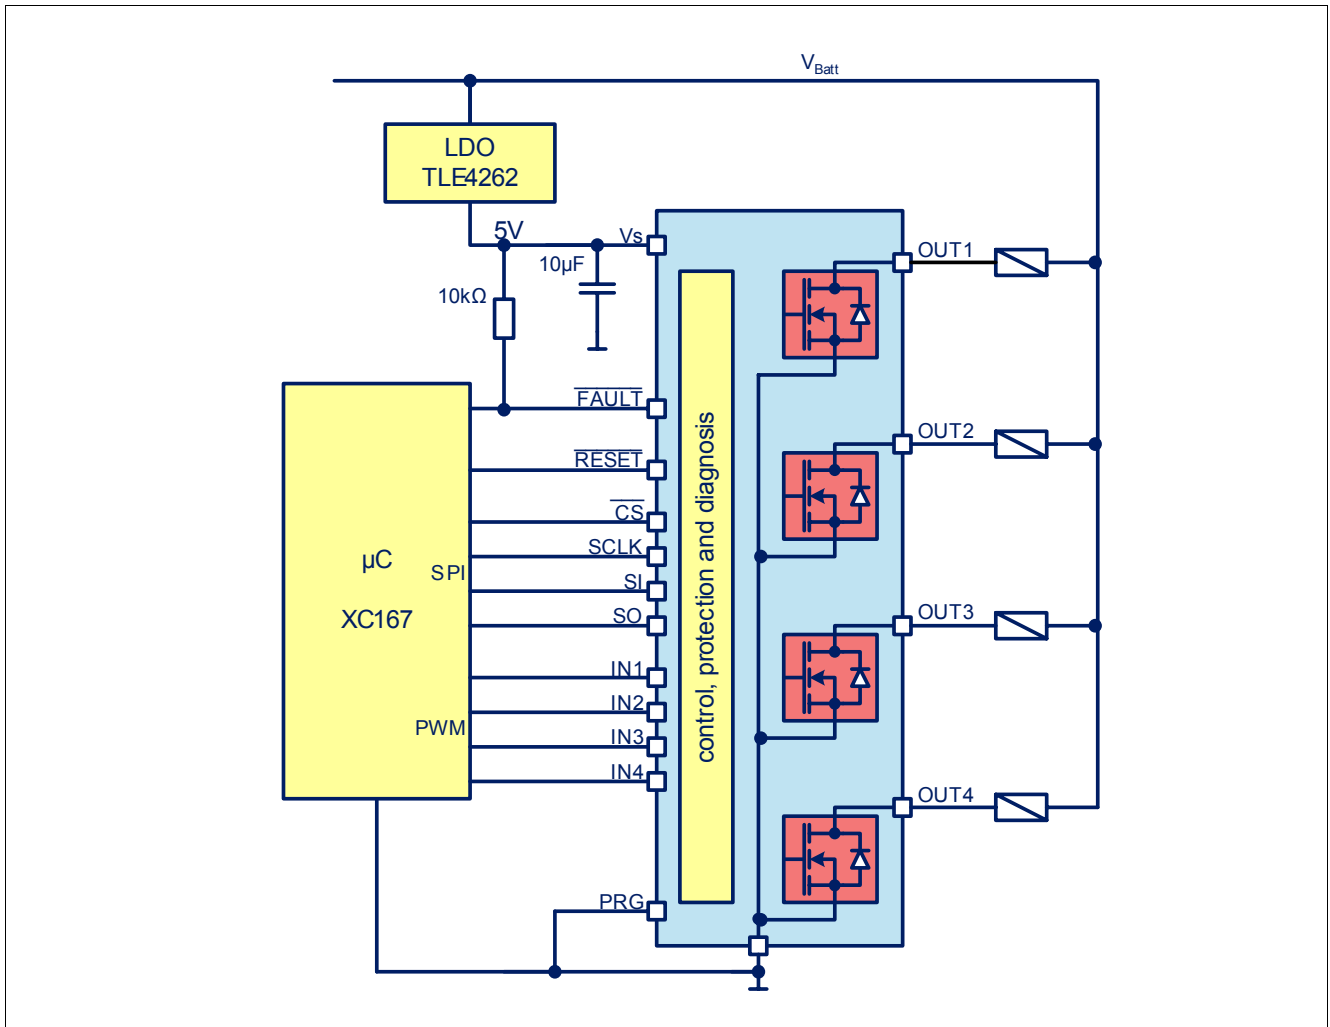 V_Batt
LDO
TLE4262
5V
Vs
10µF
10kΩ
OUT1
FAULT
RESET
CS
SCLK
SI
SO
IN1
IN2
IN3
IN4
PRG
µC
XC167
SPI
PWM
control, protection and diagnosis
OUT2
OUT3
OUT4